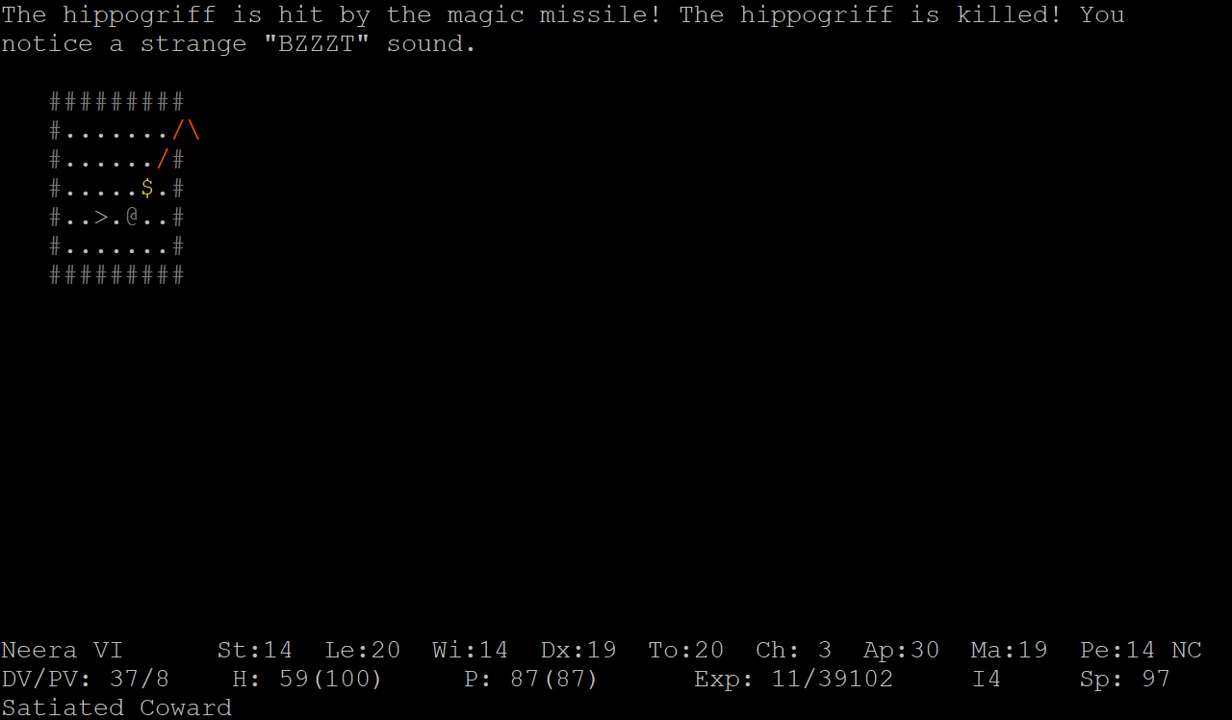 The hippogriff is hit by the magic missile! The hippogriff is killed! You
notice a strange "BZZZT" sound.
#########
#......./\
#....../#
#.....$.#
#..>.@..#
#.......#
#########
Neera VI St:14 Le:20 Wi:14 Dx:19 To:20 Ch: 3 Ap:30 Ma:19 Pe:14 NC
DV/PV: 37/8 H: 59(100) P: 87(87) Exp: 11/39102 I4 Sp: 97
Satiated Coward